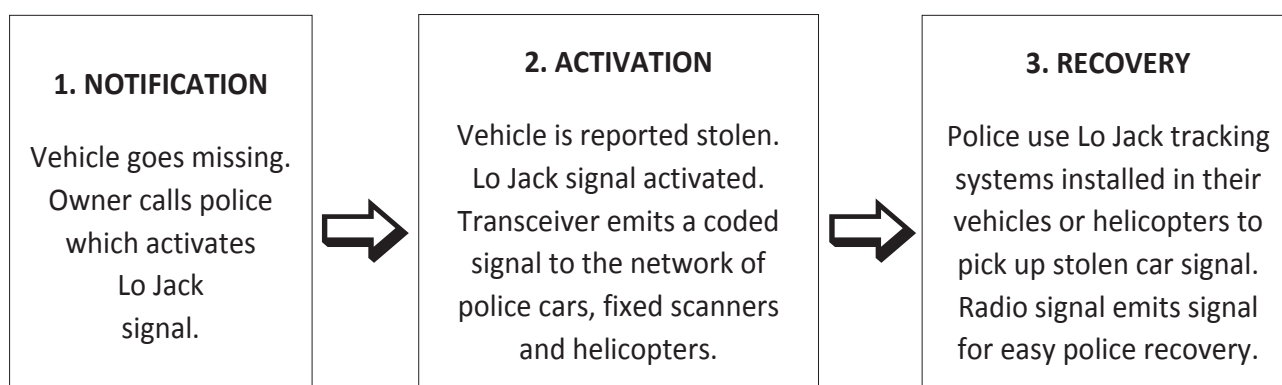 1. NOTIFICATION
Vehicle goes missing.
Owner calls police
which activates
Lo Jack
signal.
2. ACTIVATION
Vehicle is reported stolen.
Lo Jack signal activated.
Transceiver emits a coded
signal to the network of
police cars, fixed scanners
and helicopters.
3. RECOVERY
Police use Lo Jack tracking
systems installed in their
vehicles or helicopters to
pick up stolen car signal.
Radio signal emits signal
for easy police recovery.